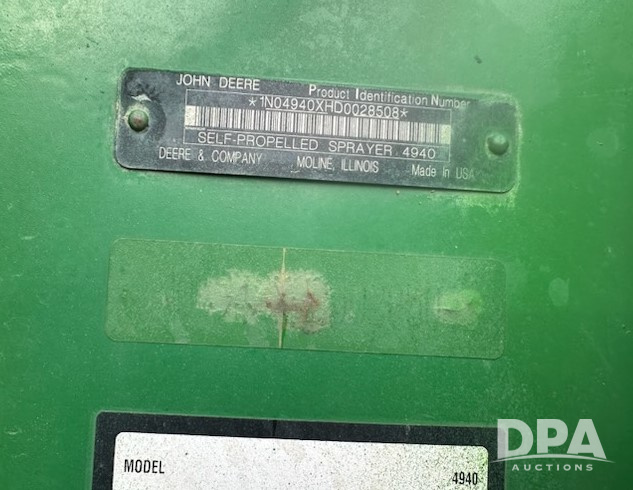 JOHN DEERE Product Identification Number
*1N04940XHD0028508*
SELF-PROPELLED SPRAYER 4940
DEERE & COMPANY MOLINE, ILLINOIS Made In USA
MODEL 4940
DPA
AUCTIONS